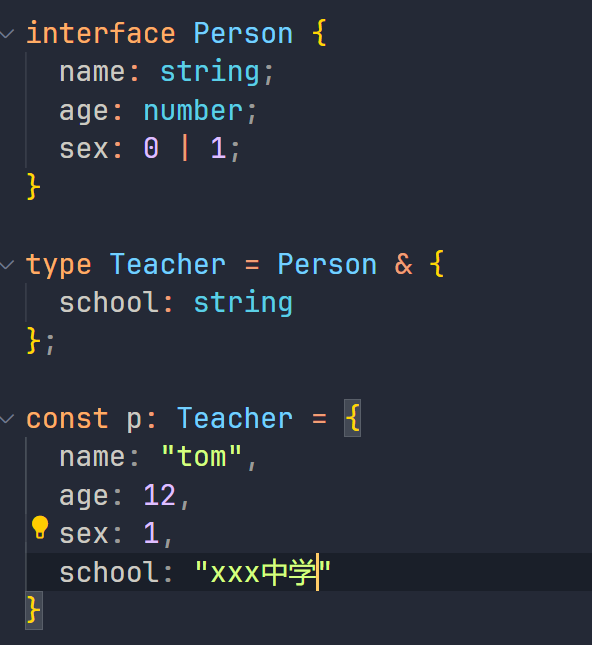 interface Person {
  name: string;
  age: number;
  sex: 0 | 1;
}
type Teacher = Person & {
  school: string
};
const p: Teacher = {
  name: "tom",
  age: 12,
  sex: 1,
  school: "xxx中学"
}